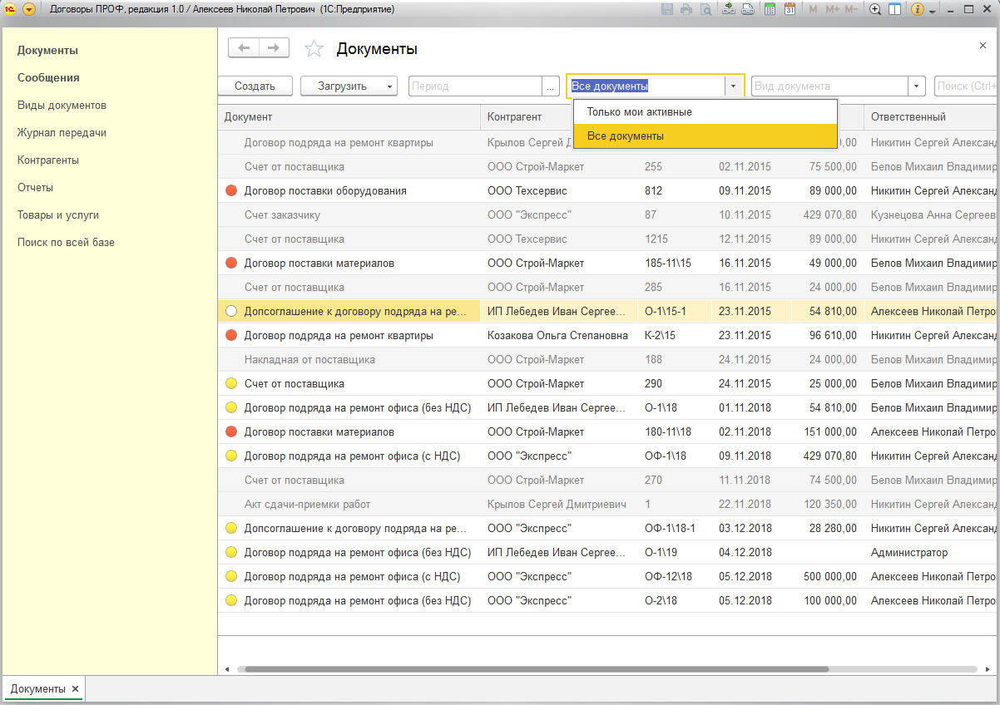 1С Договоры ПРОФ, редакция 1.0 / Алексеев Николай Петрович (1С:Предприятие) 31 M M+ M- i
Документы
Сообщения
Виды документов
Журнал передачи
Контрагенты
Отчеты
Товары и услуги
Поиск по всей базе
Документы
Создать Загрузить Период ... Все документы Вид документа Поиск (Ctrl+
Только мои активные
Все документы
Документ Контрагент Ответственный
Договор подряда на ремонт квартиры Крылов Сергей ,00 Никитин Сергей Александ
Счет от поставщика ООО Строй-Маркет 255 02.11.2015 75 500,00 Белов Михаил Владимир
Договор поставки оборудования ООО Техсервис 812 09.11.2015 89 000,00 Никитин Сергей Александ
Счет заказчику ООО "Экспресс" 87 10.11.2015 429 070,80 Кузнецова Анна Сергеев
Счет от поставщика ООО Техсервис 1215 12.11.2015 89 000,00 Никитин Сергей Александ
Договор поставки материалов ООО Строй-Маркет 185-11\15 16.11.2015 49 000,00 Белов Михаил Владимир
Счет от поставщика ООО Строй-Маркет 285 16.11.2015 24 000,00 Белов Михаил Владимир
Допсоглашение к договору подряда на ре... ИП Лебедев Иван Сергее... О-1\15-1 23.11.2015 54 810,00 Алексеев Николай Петро
Договор подряда на ремонт квартиры Козакова Ольга Степановна К-2\15 23.11.2015 96 610,00 Никитин Сергей Александ
Накладная от поставщика ООО Строй-Маркет 188 24.11.2015 24 000,00 Белов Михаил Владимир
Счет от поставщика ООО Строй-Маркет 290 24.11.2015 25 000,00 Белов Михаил Владимир
Договор подряда на ремонт офиса (без НДС) ИП Лебедев Иван Сергее... О-1\18 01.11.2018 54 810,00 Белов Михаил Владимир
Договор поставки материалов ООО Строй-Маркет 180-11\18 02.11.2018 151 000,00 Алексеев Николай Петро
Договор подряда на ремонт офиса (с НДС) ООО "Экспресс" ОФ-1\18 09.11.2018 429 070,80 Никитин Сергей Александ
Счет от поставщика ООО Строй-Маркет 270 11.11.2018 74 500,00 Белов Михаил Владимир
Акт сдачи-приемки работ Крылов Сергей Дмитриевич 1 22.11.2018 120 350,00 Никитин Сергей Александ
Допсоглашение к договору подряда на ре... ООО "Экспресс" ОФ-1\18-1 03.12.2018 28 280,00 Никитин Сергей Александ
Договор подряда на ремонт офиса (без НДС) ИП Лебедев Иван Сергее... О-1\19 04.12.2018 Администратор
Договор подряда на ремонт офиса (с НДС) ООО "Экспресс" ОФ-12\18 05.12.2018 500 000,00 Алексеев Николай Петро
Договор подряда на ремонт офиса (без НДС) ООО "Экспресс" О-2\18 05.12.2018 100 000,00 Алексеев Николай Петро
Документы